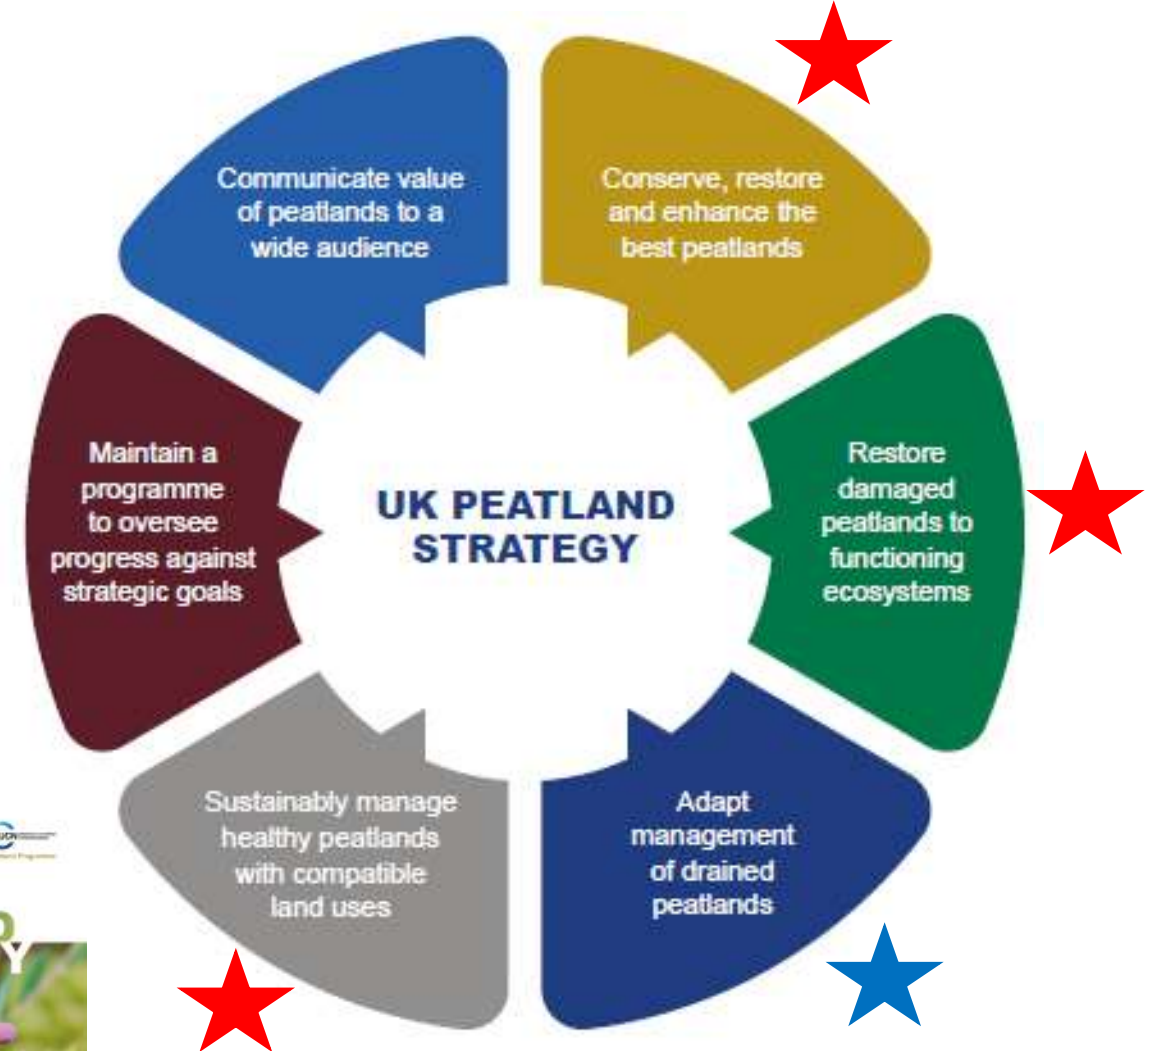 Communicate value
of peatlands to a
wide audience
Conserve, restore
and enhance the
best peatlands
Maintain a
programme
to oversee
progress against
strategic goals
UK PEATLAND
STRATEGY
Restore
damaged
peatlands to
functioning
ecosystems
Sustainably manage
healthy peatlands
with compatible
land uses
Adapt
management
of drained
peatlands